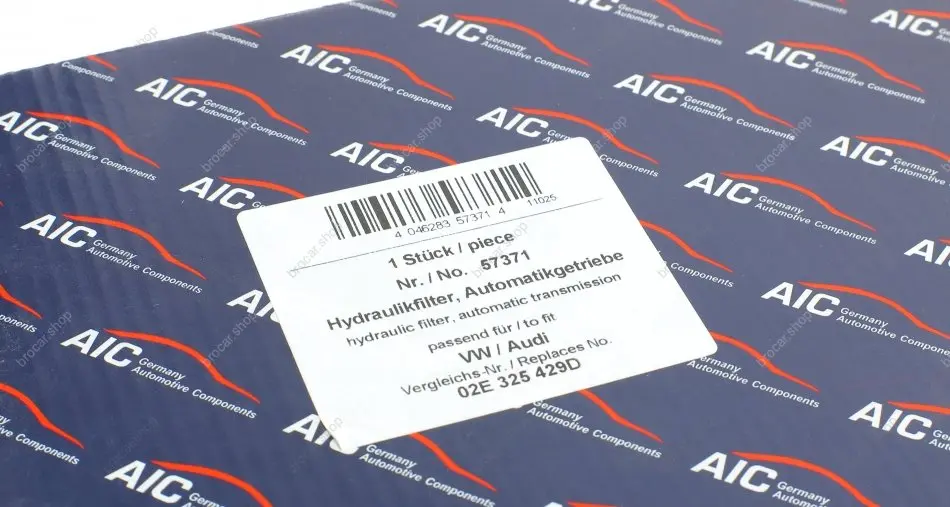 4 046283 57371 4
11025
1 Stück / piece
Nr. / No. 57371
Hydraulikfilter, Automatikgetriebe
hydraulic filter, automatic transmission
passend für / to fit
VW / Audi
Vergleichs-Nr. / Replaces No.
02E 325 429D
AIC Germany
Automotive Components
brocar.shop